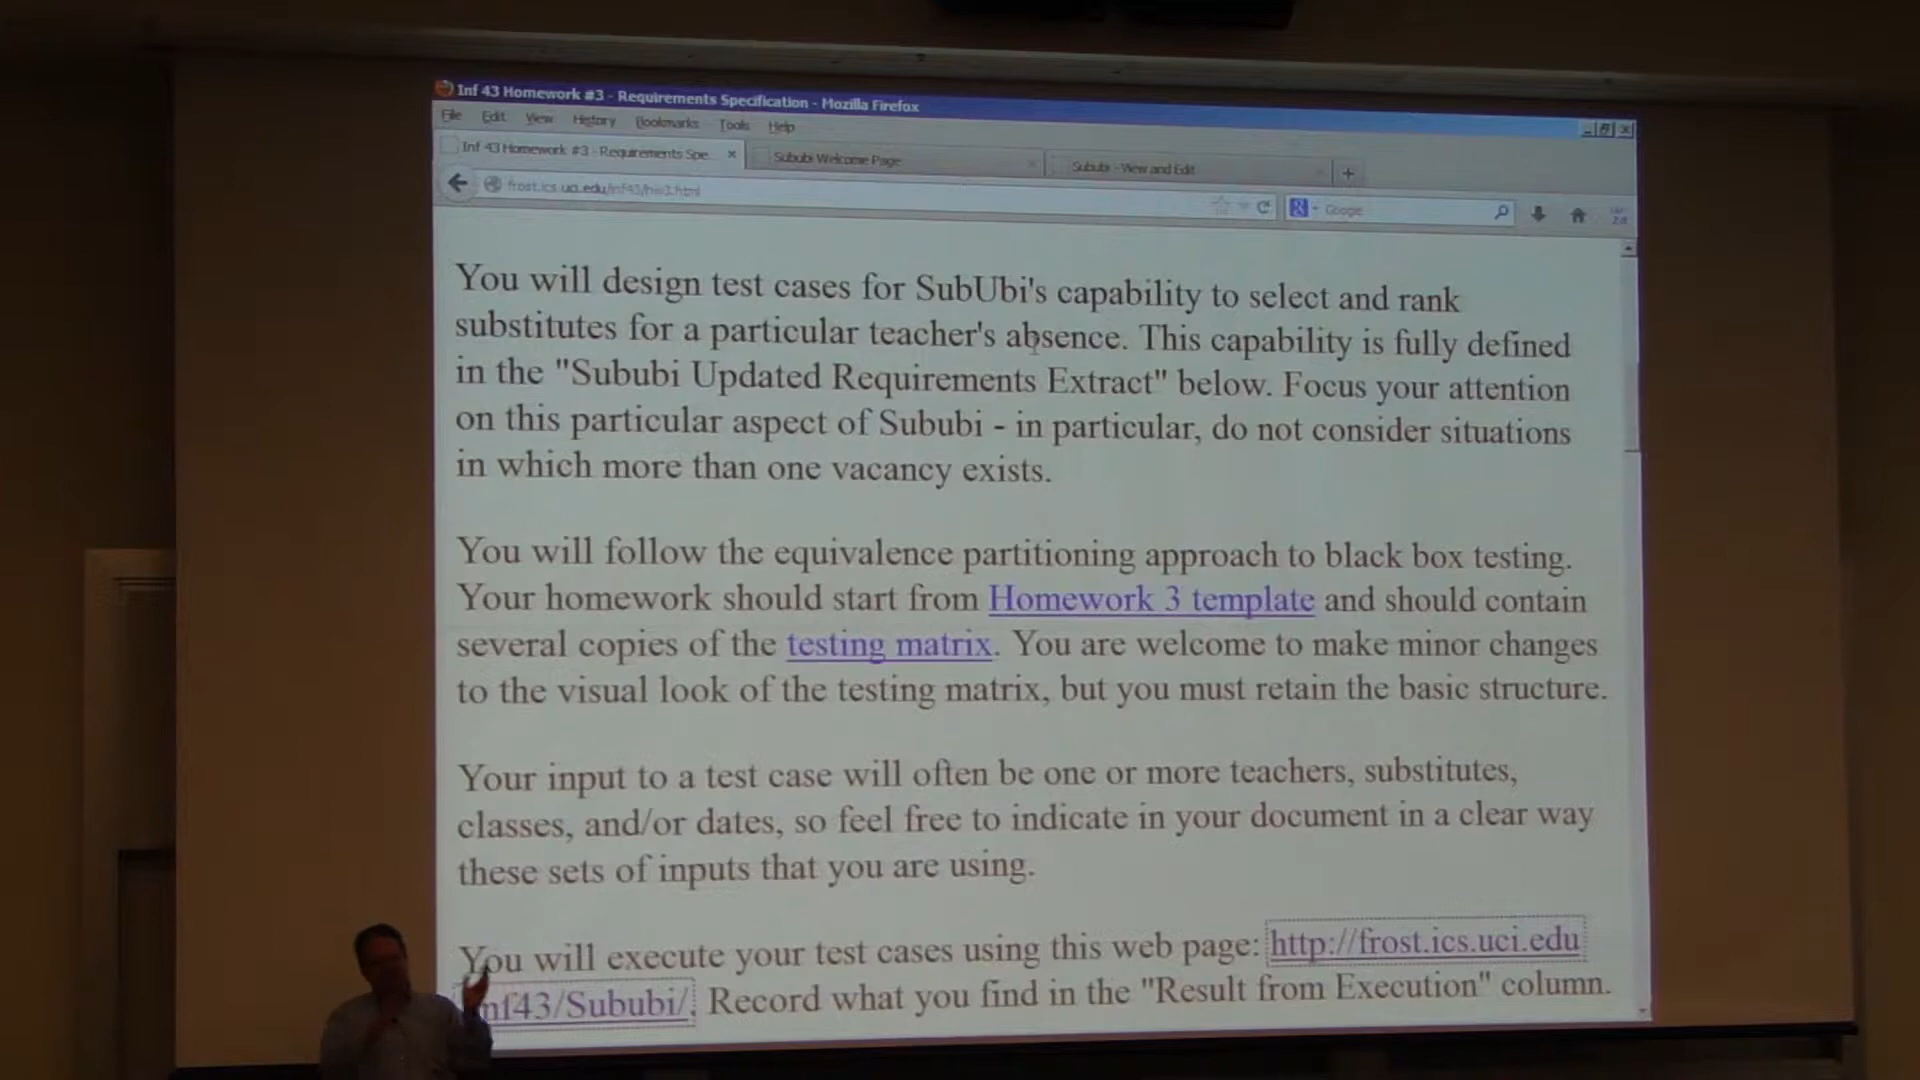 Inf 43 Homework #3 - Requirements Specification - Mozilla Firefox
File Edit View History Bookmarks Tools Help
Inf 43 Homework #3 - Requirements Spe... Sububi Welcome Page Sububi - View and Edit
frost.ics.uci.edu/inf43/hw3.html Google
You will design test cases for SubUbi's capability to select and rank
substitutes for a particular teacher's absence. This capability is fully defined
in the "Sububi Updated Requirements Extract" below. Focus your attention
on this particular aspect of Sububi - in particular, do not consider situations
in which more than one vacancy exists.
You will follow the equivalence partitioning approach to black box testing.
Your homework should start from Homework 3 template and should contain
several copies of the testing matrix. You are welcome to make minor changes
to the visual look of the testing matrix, but you must retain the basic structure.
Your input to a test case will often be one or more teachers, substitutes,
classes, and/or dates, so feel free to indicate in your document in a clear way
these sets of inputs that you are using.
You will execute your test cases using this web page: http://frost.ics.uci.edu
nf43/Sububi/. Record what you find in the "Result from Execution" column.